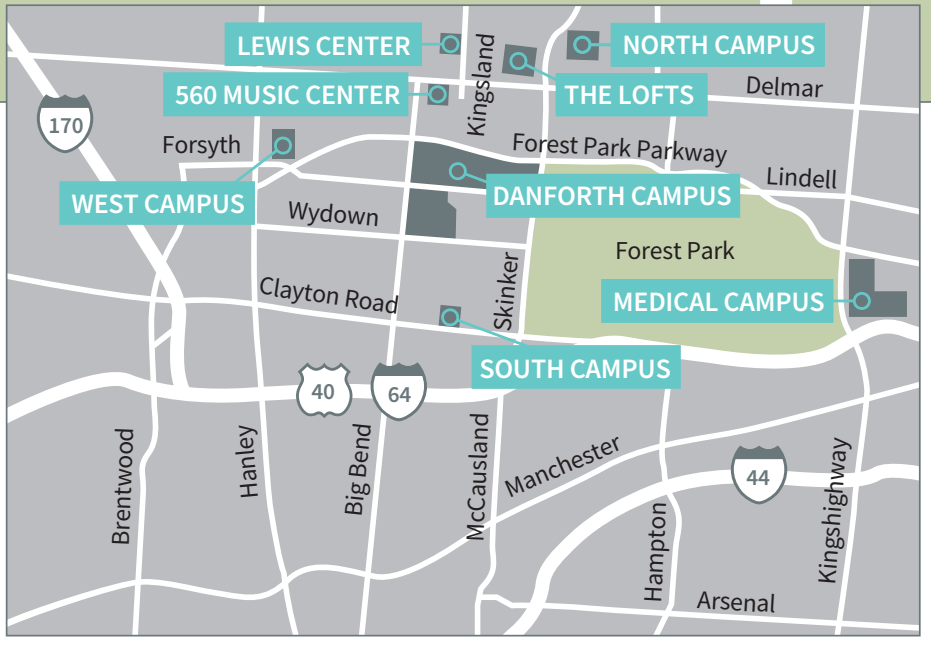 LEWIS CENTER
Kingsland
NORTH CAMPUS
560 MUSIC CENTER
THE LOFTS
Delmar
170
Forsyth
Forest Park Parkway
Lindell
WEST CAMPUS
DANFORTH CAMPUS
Wydown
Forest Park
Skinker
Clayton Road
MEDICAL CAMPUS
SOUTH CAMPUS
40
64
Brentwood
Hanley
Big Bend
McCausland
Manchester
44
Kingshighway
Hampton
Arsenal